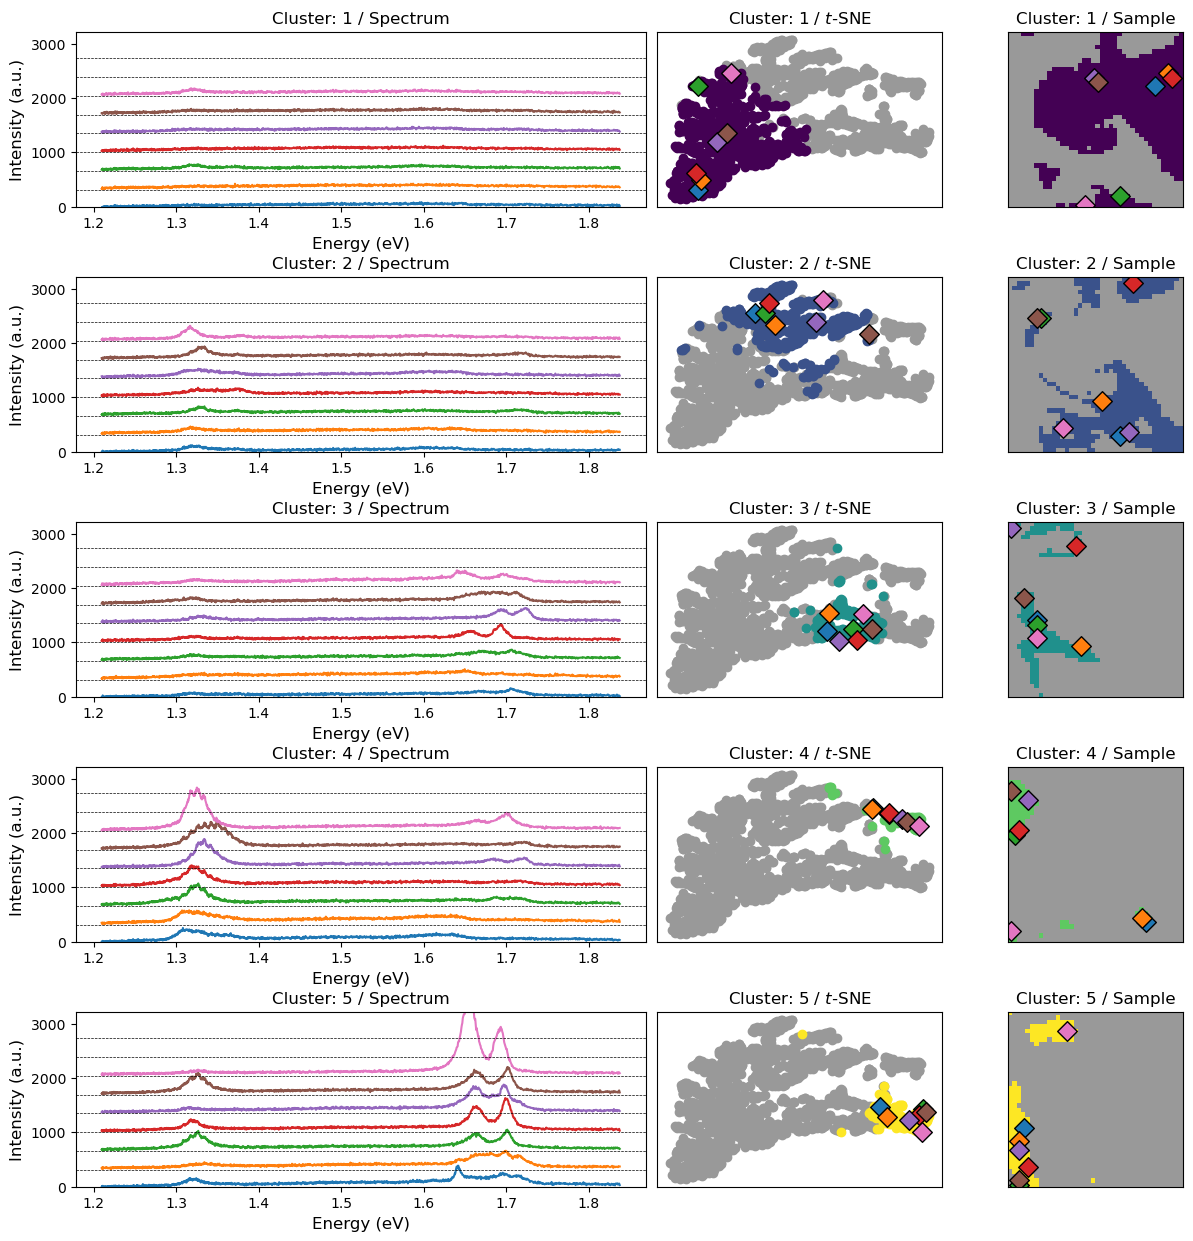 Cluster: 1 / Spectrum
Cluster: 1 / t-SNE
Cluster: 1 / Sample
Intensity (a.u.)
3000
2000
1000
0
1.2 1.3 1.4 1.5 1.6 1.7 1.8
Energy (eV)
Cluster: 2 / Spectrum
Cluster: 2 / t-SNE
Cluster: 2 / Sample
Intensity (a.u.)
3000
2000
1000
0
1.2 1.3 1.4 1.5 1.6 1.7 1.8
Energy (eV)
Cluster: 3 / Spectrum
Cluster: 3 / t-SNE
Cluster: 3 / Sample
Intensity (a.u.)
3000
2000
1000
0
1.2 1.3 1.4 1.5 1.6 1.7 1.8
Energy (eV)
Cluster: 4 / Spectrum
Cluster: 4 / t-SNE
Cluster: 4 / Sample
Intensity (a.u.)
3000
2000
1000
0
1.2 1.3 1.4 1.5 1.6 1.7 1.8
Energy (eV)
Cluster: 5 / Spectrum
Cluster: 5 / t-SNE
Cluster: 5 / Sample
Intensity (a.u.)
3000
2000
1000
0
1.2 1.3 1.4 1.5 1.6 1.7 1.8
Energy (eV)